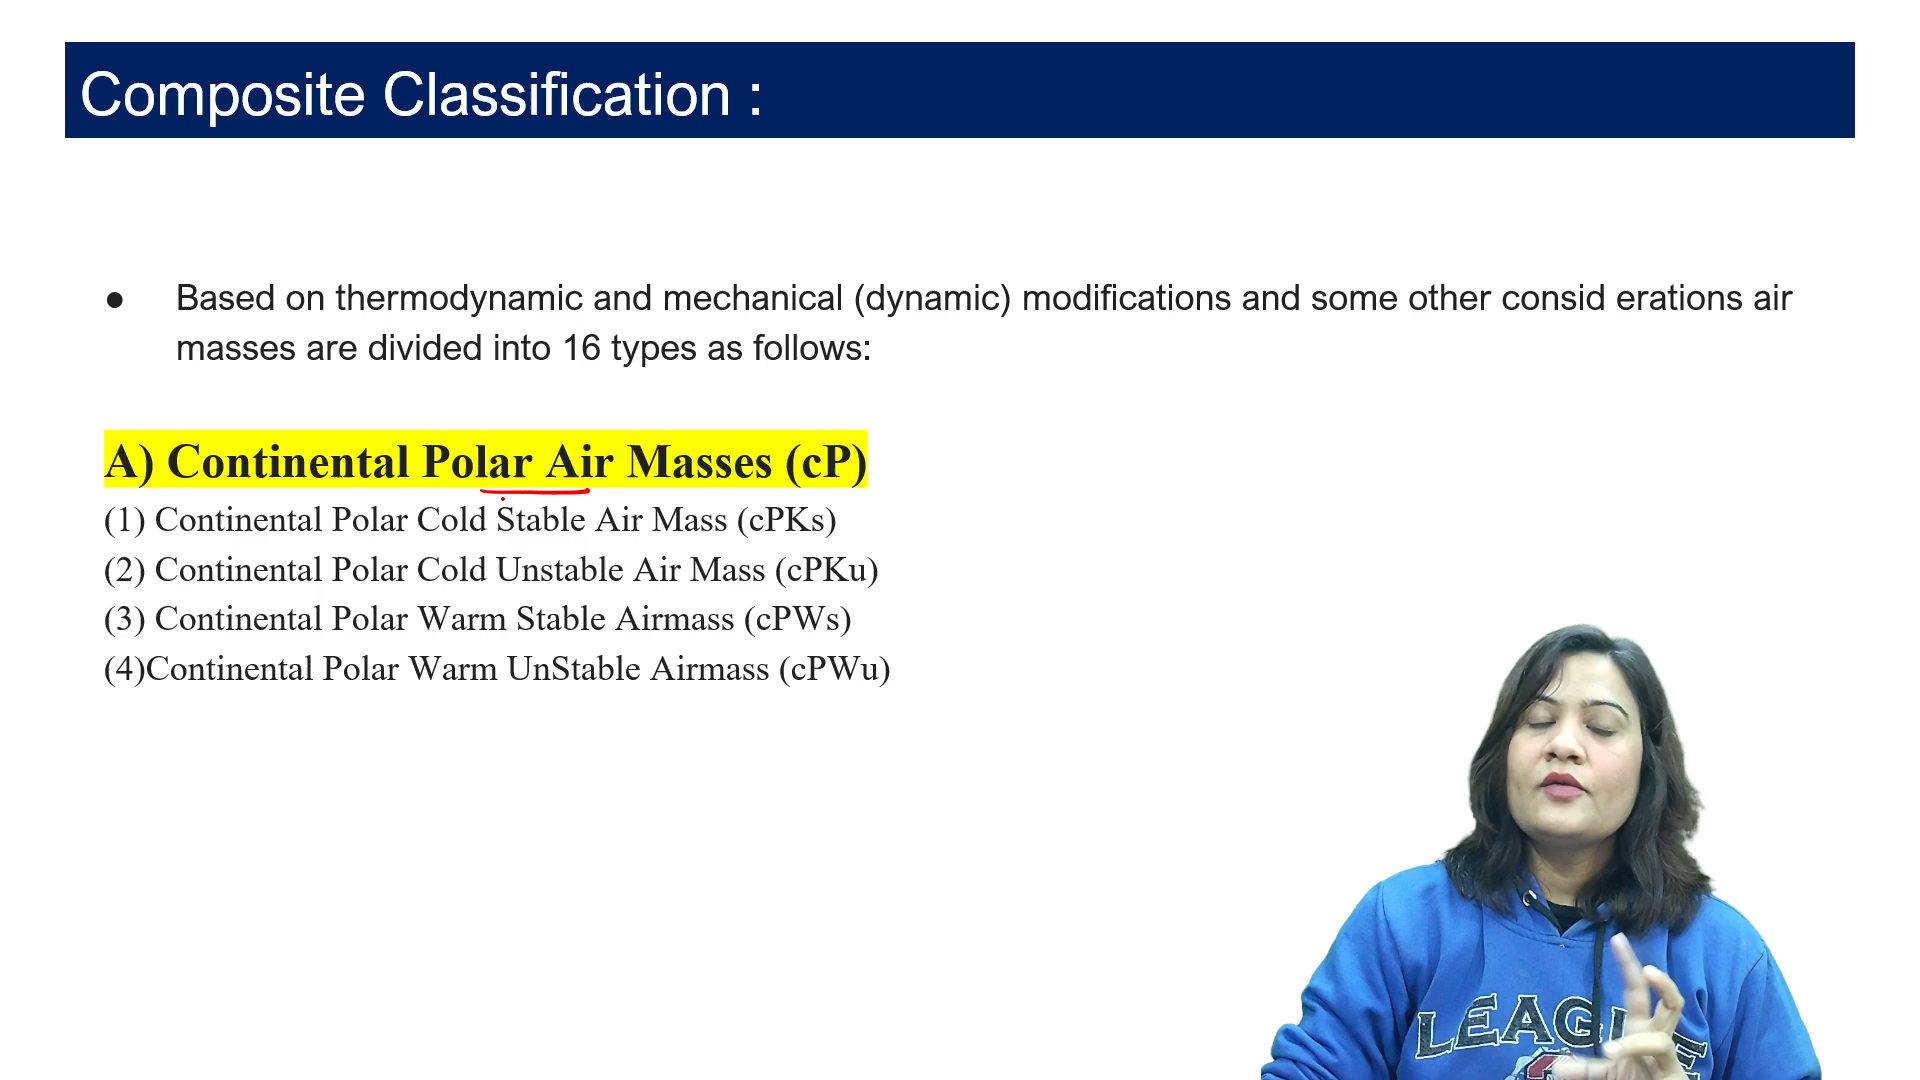 Composite Classification :
● Based on thermodynamic and mechanical (dynamic) modifications and some other consid erations air
masses are divided into 16 types as follows:
A) Continental Polar Air Masses (cP)
(1) Continental Polar Cold Stable Air Mass (cPKs)
(2) Continental Polar Cold Unstable Air Mass (cPKu)
(3) Continental Polar Warm Stable Airmass (cPWs)
(4)Continental Polar Warm UnStable Airmass (cPWu)